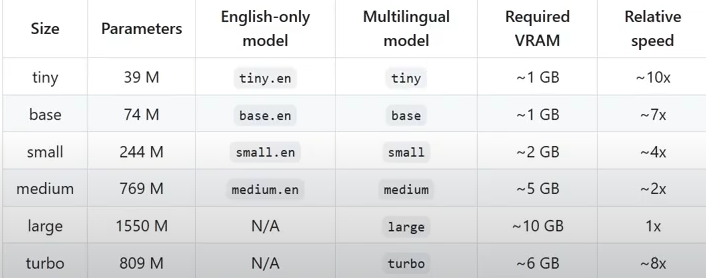 Size Parameters English-only model Multilingual model Required VRAM Relative speed
tiny 39 M tiny.en tiny ~1 GB ~10x
base 74 M base.en base ~1 GB ~7x
small 244 M small.en small ~2 GB ~4x
medium 769 M medium.en medium ~5 GB ~2x
large 1550 M N/A large ~10 GB 1x
turbo 809 M N/A turbo ~6 GB ~8x